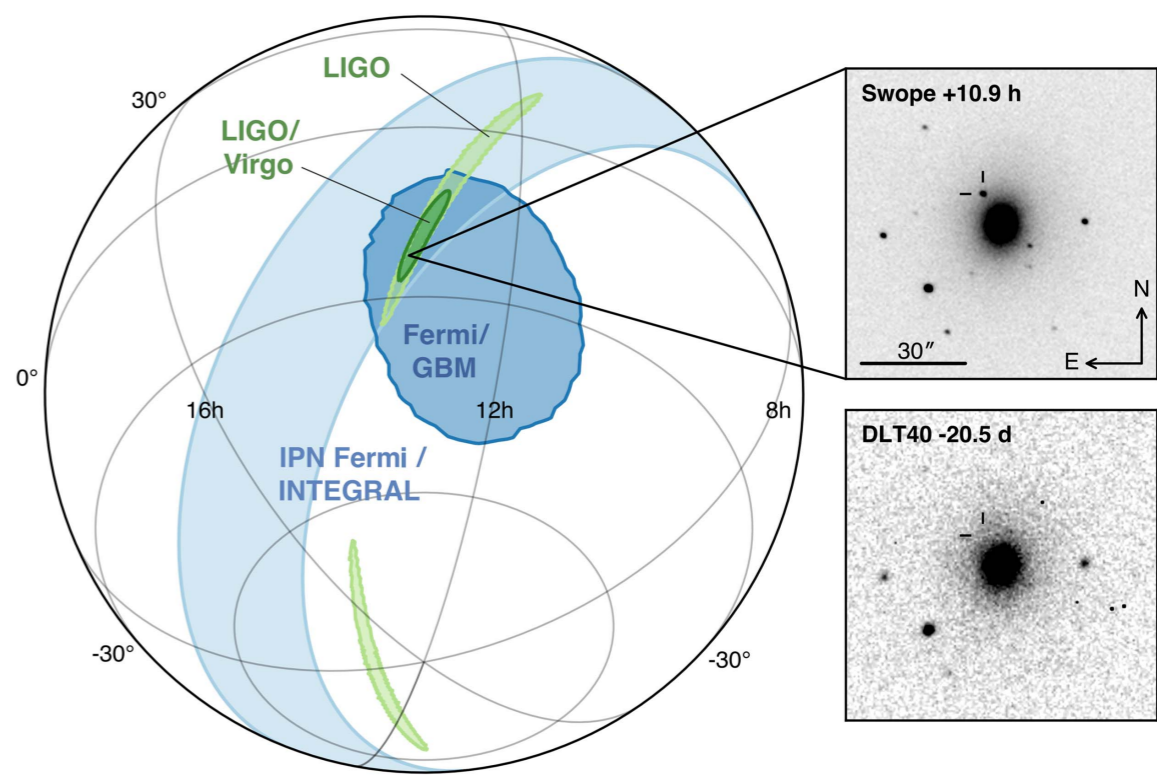 LIGO
LIGO/
Virgo
30°
0°
16h
12h
8h
Fermi/
GBM
IPN Fermi /
INTEGRAL
-30°
-30°
Swope +10.9 h
30″
N
E
DLT40 -20.5 d